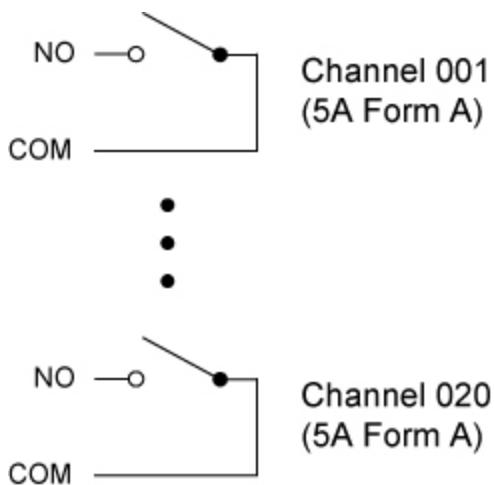 NO
Channel 001
(5A Form A)
COM
NO
Channel 020
(5A Form A)
COM